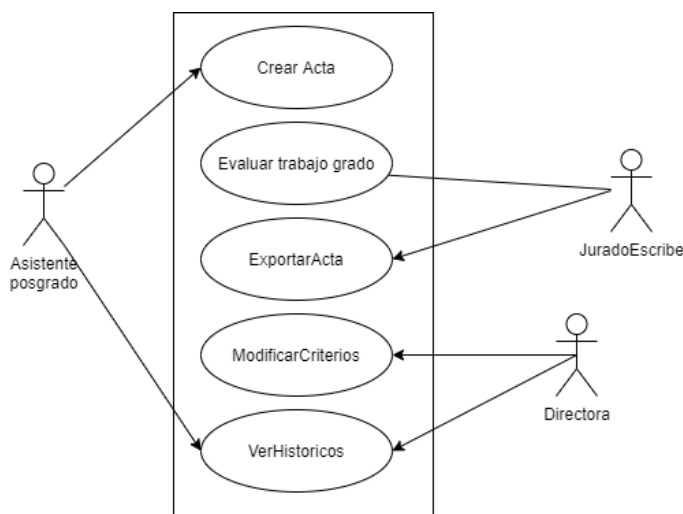 Crear Acta
Evaluar trabajo grado
ExportarActa
ModificarCriterios
VerHistoricos
Asistente
posgrado
JuradoEscribe
Directora